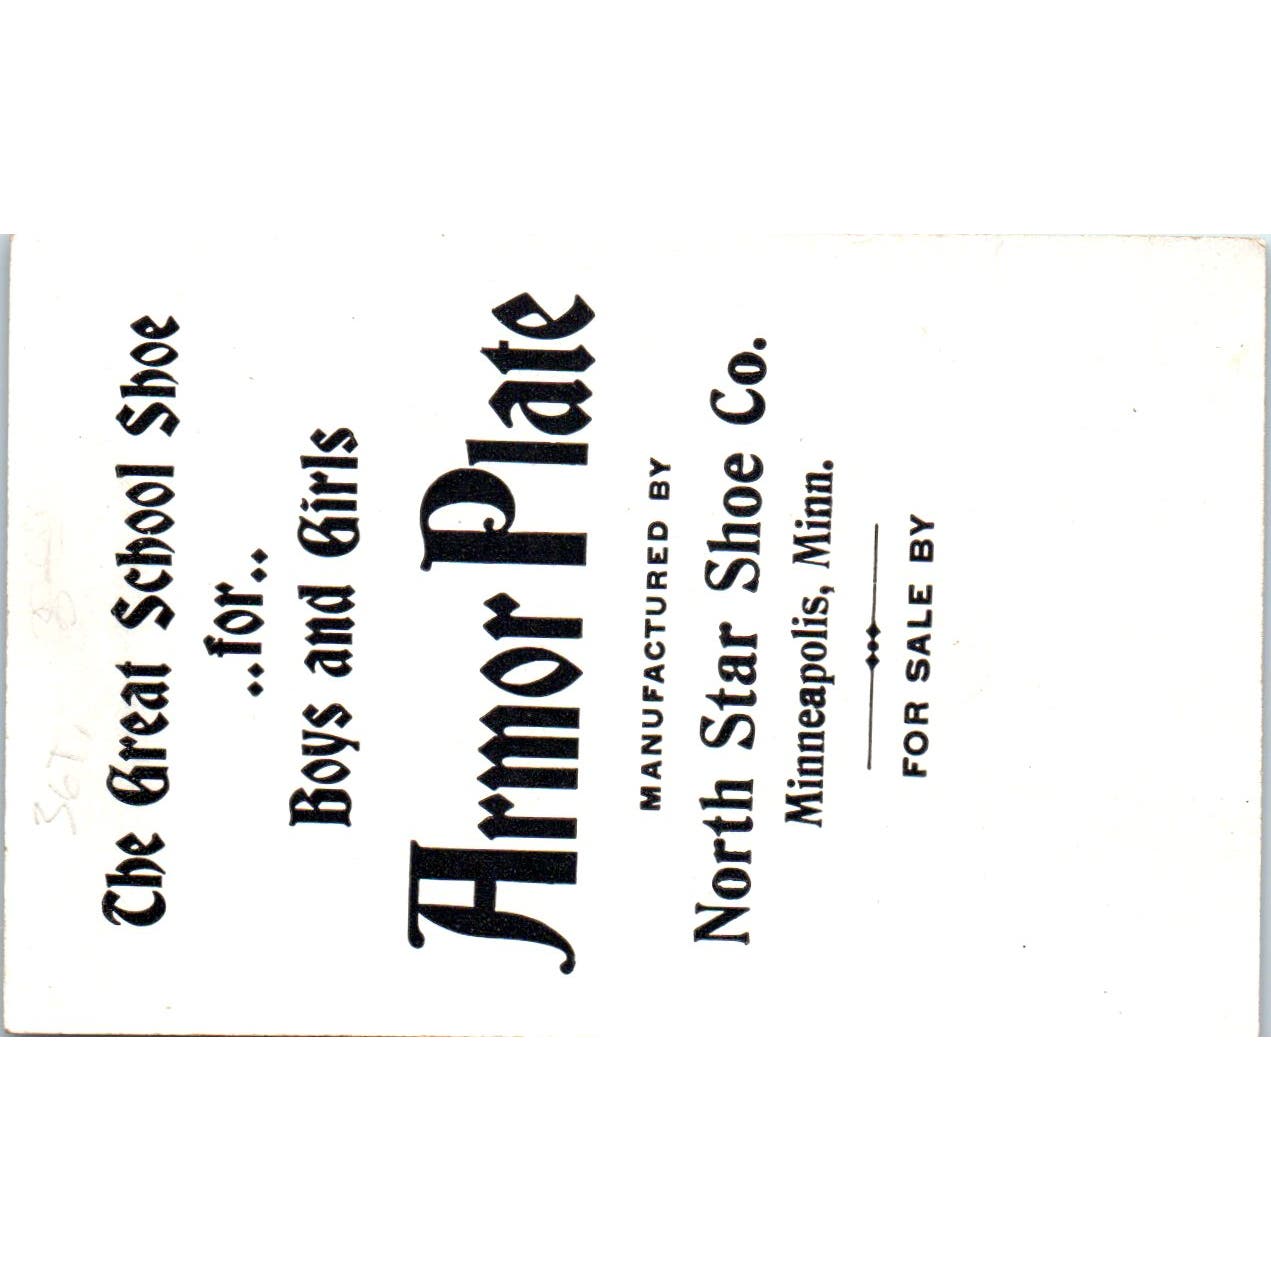 The Great School Shoe
..for..
Boys and Girls
Armor Plate
MANUFACTURED BY
North Star Shoe Co.
Minneapolis, Minn.
FOR SALE BY